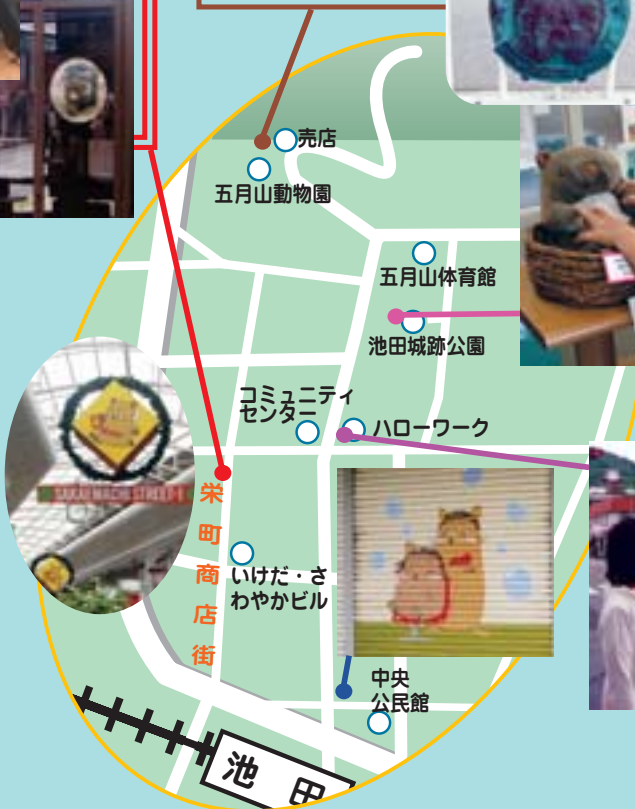 売店
五月山動物園
五月山体育館
池田城跡公園
コミュニティ
センター
ハローワーク
SAKAEMACHI STREET-1
栄町商店街
いけだ・さ
わやかビル
中央
公民館
池田